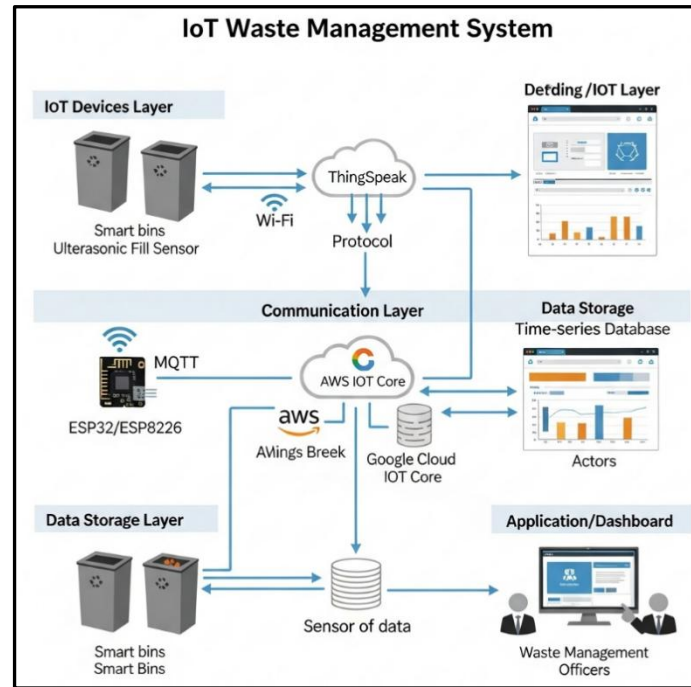 IoT Waste Management System
IoT Devices Layer
Smart bins
Ulterasonic Fill Sensor
Wi-Fi
ThingSpeak
Protocol
Detding /IOT Layer
Communication Layer
Data Storage
Time-series Database
MQTT
ESP32/ESP8226
AWS IOT Core
aws
AWings Breek
Google Cloud
IOT Core
Actors
Data Storage Layer
Smart bins
Smart Bins
Sensor of data
Application/Dashboard
Waste Management
Officers